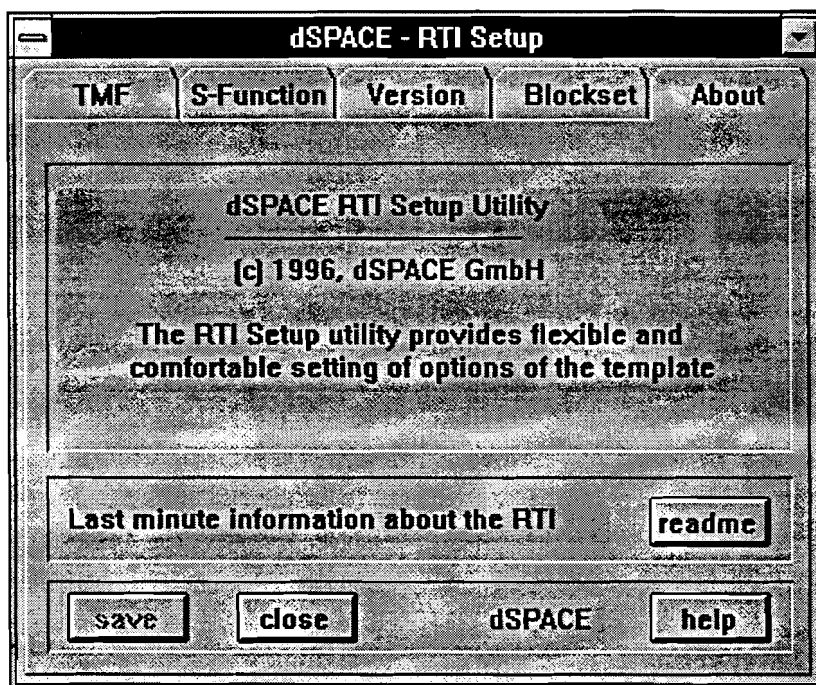 dSPACE - RTI Setup
TMF S-Function Version Blockset About
dSPACE RTI Setup Utility
(c) 1996, dSPACE GmbH
The RTI Setup utility provides flexible and
comfortable setting of options of the template
Last minute information about the RTI readme
save close dSPACE help